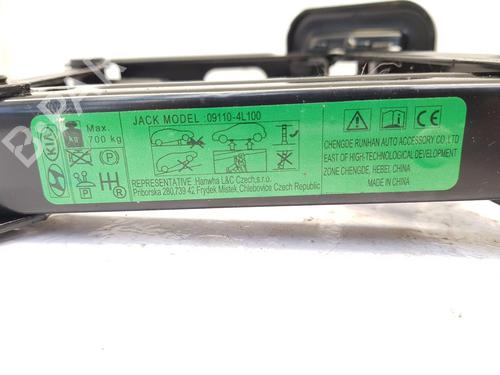 JACK MODEL :09110-4L100
KIA
kg
Max.
700 kg
P
P
H R
REPRESENTATIVE : Hanwha L&C Czech,s.r.o.
Priborska 280,739 42 Frydek Mistek, Chlebovice Czech Republic
CE
CHENGDE RUNHAN AUTO ACCESSORY CO.,LTD
EAST OF HIGH-TECHNOLOGICAL DEVELOPMENT
ZONE CHENGDE, HEBEI, CHINA
MADE IN CHINA